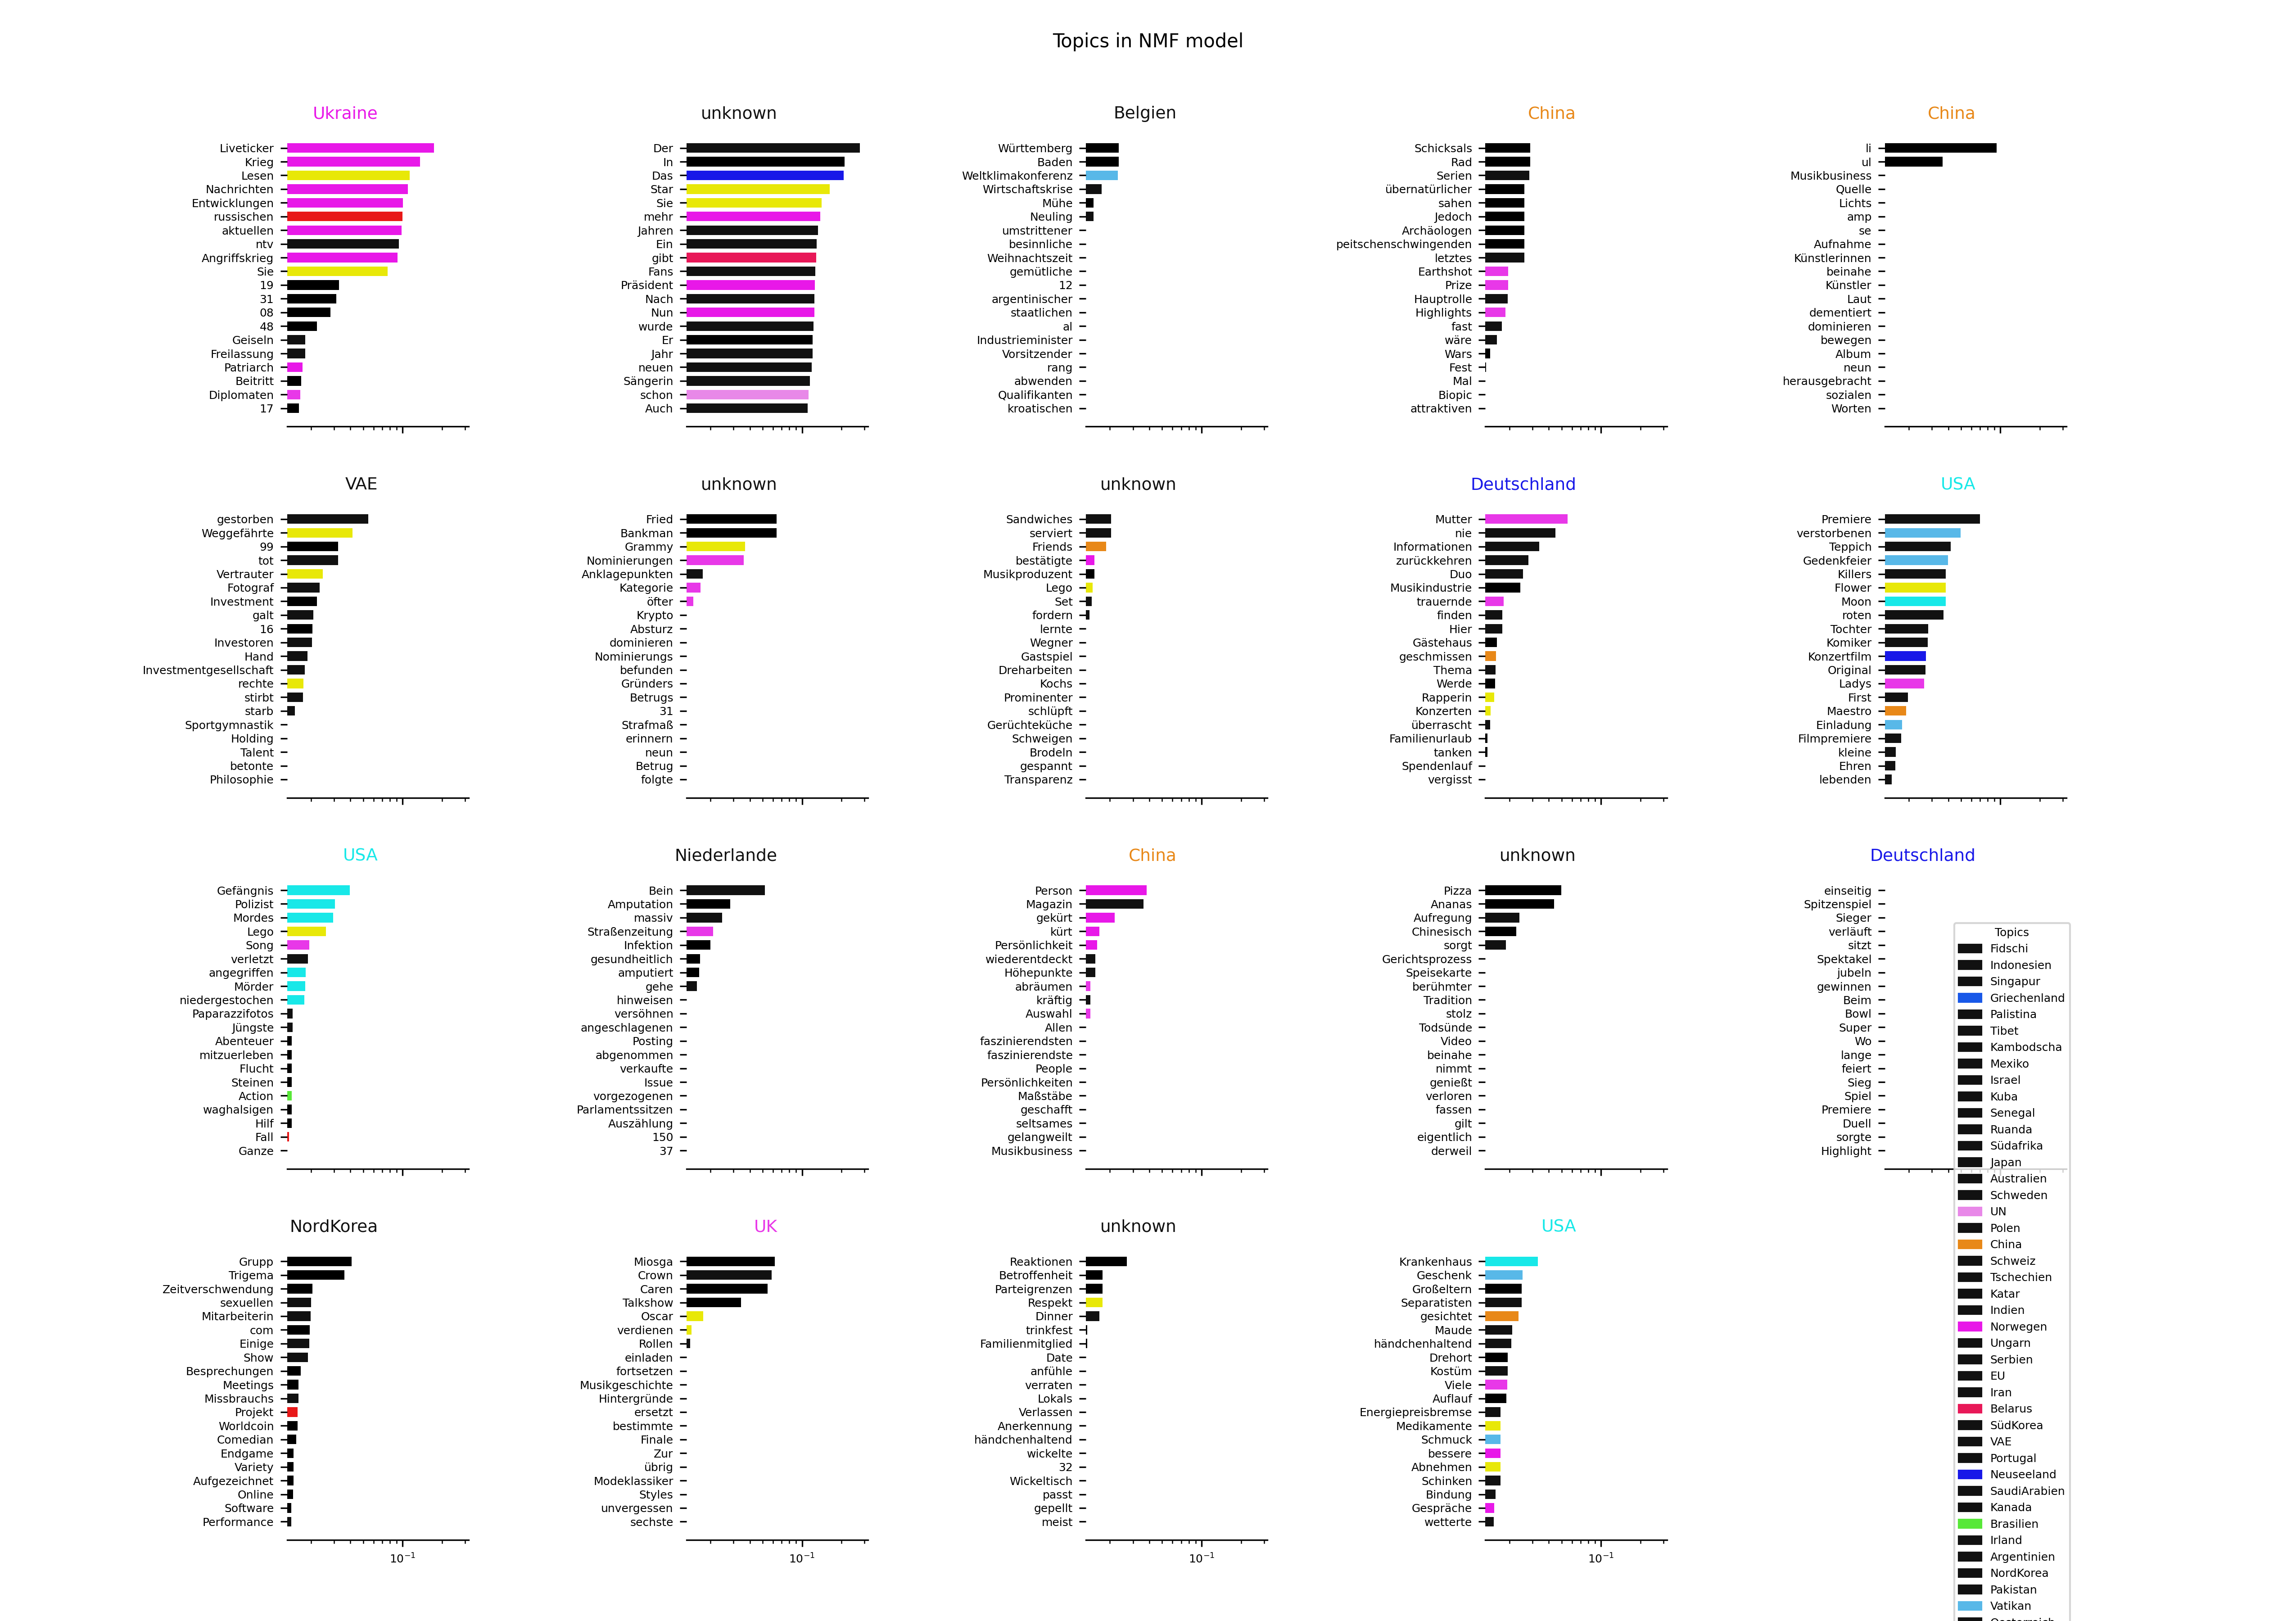 Topics in NMF model
Ukraine
Liveticker
Krieg
Lesen
Nachrichten
Entwicklungen
russischen
aktuellen
ntv
Angriffskrieg
Sie
19
31
08
48
Geiseln
Freilassung
Patriarch
Beitritt
Diplomaten
17
unknown
Der
In
Das
Star
Sie
mehr
Jahren
Ein
gibt
Fans
Präsident
Nach
Nun
wurde
Er
Jahr
neuen
Sängerin
schon
Auch
Belgien
Württemberg
Baden
Weltklimakonferenz
Wirtschaftskrise
Mühe
Neuling
umstrittener
besinnliche
Weihnachtszeit
gemütliche
12
argentinischer
staatlichen
al
Industrieminister
Vorsitzender
rang
abwenden
Qualifikanten
kroatischen
China
Schicksals
Rad
Serien
übernatürlicher
sahen
Jedoch
Archäologen
peitschenschwingenden
letztes
Earthshot
Prize
Hauptrolle
Highlights
fast
wäre
Wars
Fest
Mal
Biopic
attraktiven
China
li
ul
Musikbusiness
Quelle
Lichts
amp
se
Aufnahme
Künstlerinnen
beinahe
Künstler
Laut
dementiert
dominieren
bewegen
Album
neun
herausgebracht
sozialen
Worten
VAE
gestorben
Weggefährte
99
tot
Vertrauter
Fotograf
Investment
galt
16
Investoren
Hand
Investmentgesellschaft
rechte
stirbt
starb
Sportgymnastik
Holding
Talent
betonte
Philosophie
unknown
Fried
Bankman
Grammy
Nominierungen
Anklagepunkten
Kategorie
öfter
Krypto
Absturz
dominieren
Nominierungs
befunden
Gründers
Betrugs
31
Strafmaß
erinnern
neun
Betrug
folgte
unknown
Sandwiches
serviert
Friends
bestätigte
Musikproduzent
Lego
Set
fordern
lernte
Wegner
Gastspiel
Dreharbeiten
Kochs
Prominenter
schlüpft
Gerüchteküche
Schweigen
Brodeln
gespannt
Transparenz
Deutschland
Mutter
nie
Informationen
zurückkehren
Duo
Musikindustrie
trauernde
finden
Hier
Gästehaus
geschmissen
Thema
Werde
Rapperin
Konzerten
überrascht
Familienurlaub
tanken
Spendenlauf
vergisst
USA
Premiere
verstorbenen
Teppich
Gedenkfeier
Killers
Flower
Moon
roten
Tochter
Komiker
Konzertfilm
Original
Ladys
First
Maestro
Einladung
Filmpremiere
kleine
Ehren
lebenden
USA
Gefängnis
Polizist
Mordes
Lego
Song
verletzt
angegriffen
Mörder
niedergestochen
Paparazzifotos
Jüngste
Abenteuer
mitzuerleben
Flucht
Steinen
Action
waghalsigen
Hilf
Fall
Ganze
Niederlande
Bein
Amputation
massiv
Straßenzeitung
Infektion
gesundheitlich
amputiert
gehe
hinweisen
versöhnen
angeschlagenen
Posting
abgenommen
verkaufte
Issue
vorgezogenen
Parlamentssitzen
Auszählung
150
37
China
Person
Magazin
gekürt
kürt
Persönlichkeit
wiederentdeckt
Höhepunkte
abräumen
kräftig
Auswahl
Allen
faszinierendsten
faszinierendste
People
Persönlichkeiten
Maßstäbe
geschafft
seltsames
gelangweilt
Musikbusiness
unknown
Pizza
Ananas
Aufregung
Chinesisch
sorgt
Gerichtsprozess
Speisekarte
berühmter
Tradition
stolz
Todsünde
Video
beinahe
nimmt
genießt
verloren
fassen
gilt
eigentlich
derweil
Deutschland
einseitig
Spitzenspiel
Sieger
verläuft
sitzt
Spektakel
jubeln
gewinnen
Beim
Bowl
Super
Wo
lange
feiert
Sieg
Spiel
Premiere
Duell
sorgte
Highlight
NordKorea
Grupp
Trigema
Zeitverschwendung
sexuellen
Mitarbeiterin
com
Einige
Show
Besprechungen
Meetings
Missbrauchs
Projekt
Worldcoin
Comedian
Endgame
Variety
Aufgezeichnet
Online
Software
Performance
10⁻¹
UK
Miosga
Crown
Caren
Talkshow
Oscar
verdienen
Rollen
einladen
fortsetzen
Musikgeschichte
Hintergründe
ersetzt
bestimmte
Finale
Zur
übrig
Modeklassiker
Styles
unvergessen
sechste
10⁻¹
unknown
Reaktionen
Betroffenheit
Parteigrenzen
Respekt
Dinner
trinkfest
Familienmitglied
Date
anfühle
verraten
Lokals
Verlassen
Anerkennung
händchenhaltend
wickelte
32
Wickeltisch
passt
gepellt
meist
10⁻¹
USA
Krankenhaus
Geschenk
Großeltern
Separatisten
gesichtet
Maude
händchenhaltend
Drehort
Kostüm
Viele
Auflauf
Energiepreisbremse
Medikamente
Schmuck
bessere
Abnehmen
Schinken
Bindung
Gespräche
wetterte
10⁻¹
Topics
Fidschi
Indonesien
Singapur
Griechenland
Palistina
Tibet
Kambodscha
Mexiko
Israel
Kuba
Senegal
Ruanda
Südafrika
Japan
Australien
Schweden
UN
Polen
China
Schweiz
Tschechien
Katar
Indien
Norwegen
Ungarn
Serbien
EU
Iran
Belarus
SüdKorea
VAE
Portugal
Neuseeland
SaudiArabien
Kanada
Brasilien
Irland
Argentinien
NordKorea
Pakistan
Vatikan